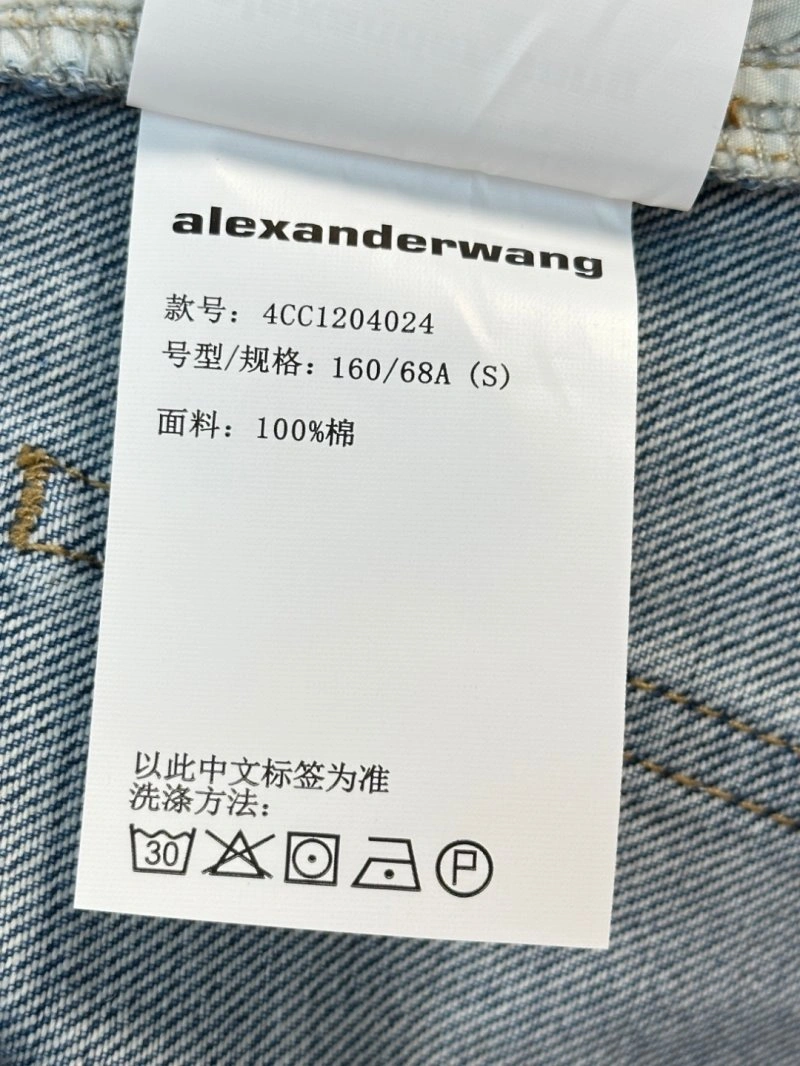 alexanderwang
款号: 4CC1204024
号型/规格: 160/68A (S)
面料: 100%棉
以此中文标签为准
洗涤方法:
30
P